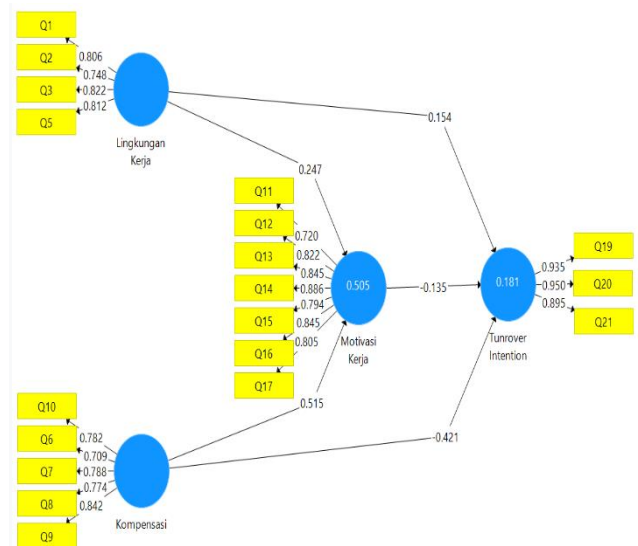 Q1
Q2
Q3
Q5
0.806
0.748
0.822
0.812
Lingkungan
Kerja
0.154
0.247
Q11
Q12
Q13
Q14
Q15
Q16
Q17
0.720
0.822
0.845
0.886
0.794
0.845
0.805
0.505
Motivasi
Kerja
-0.135
0.181
Tunrover
Intention
0.935
0.950
0.895
Q19
Q20
Q21
0.515
-0.421
Q10
Q6
Q7
Q8
Q9
0.782
0.709
0.788
0.774
0.842
Kompensasi